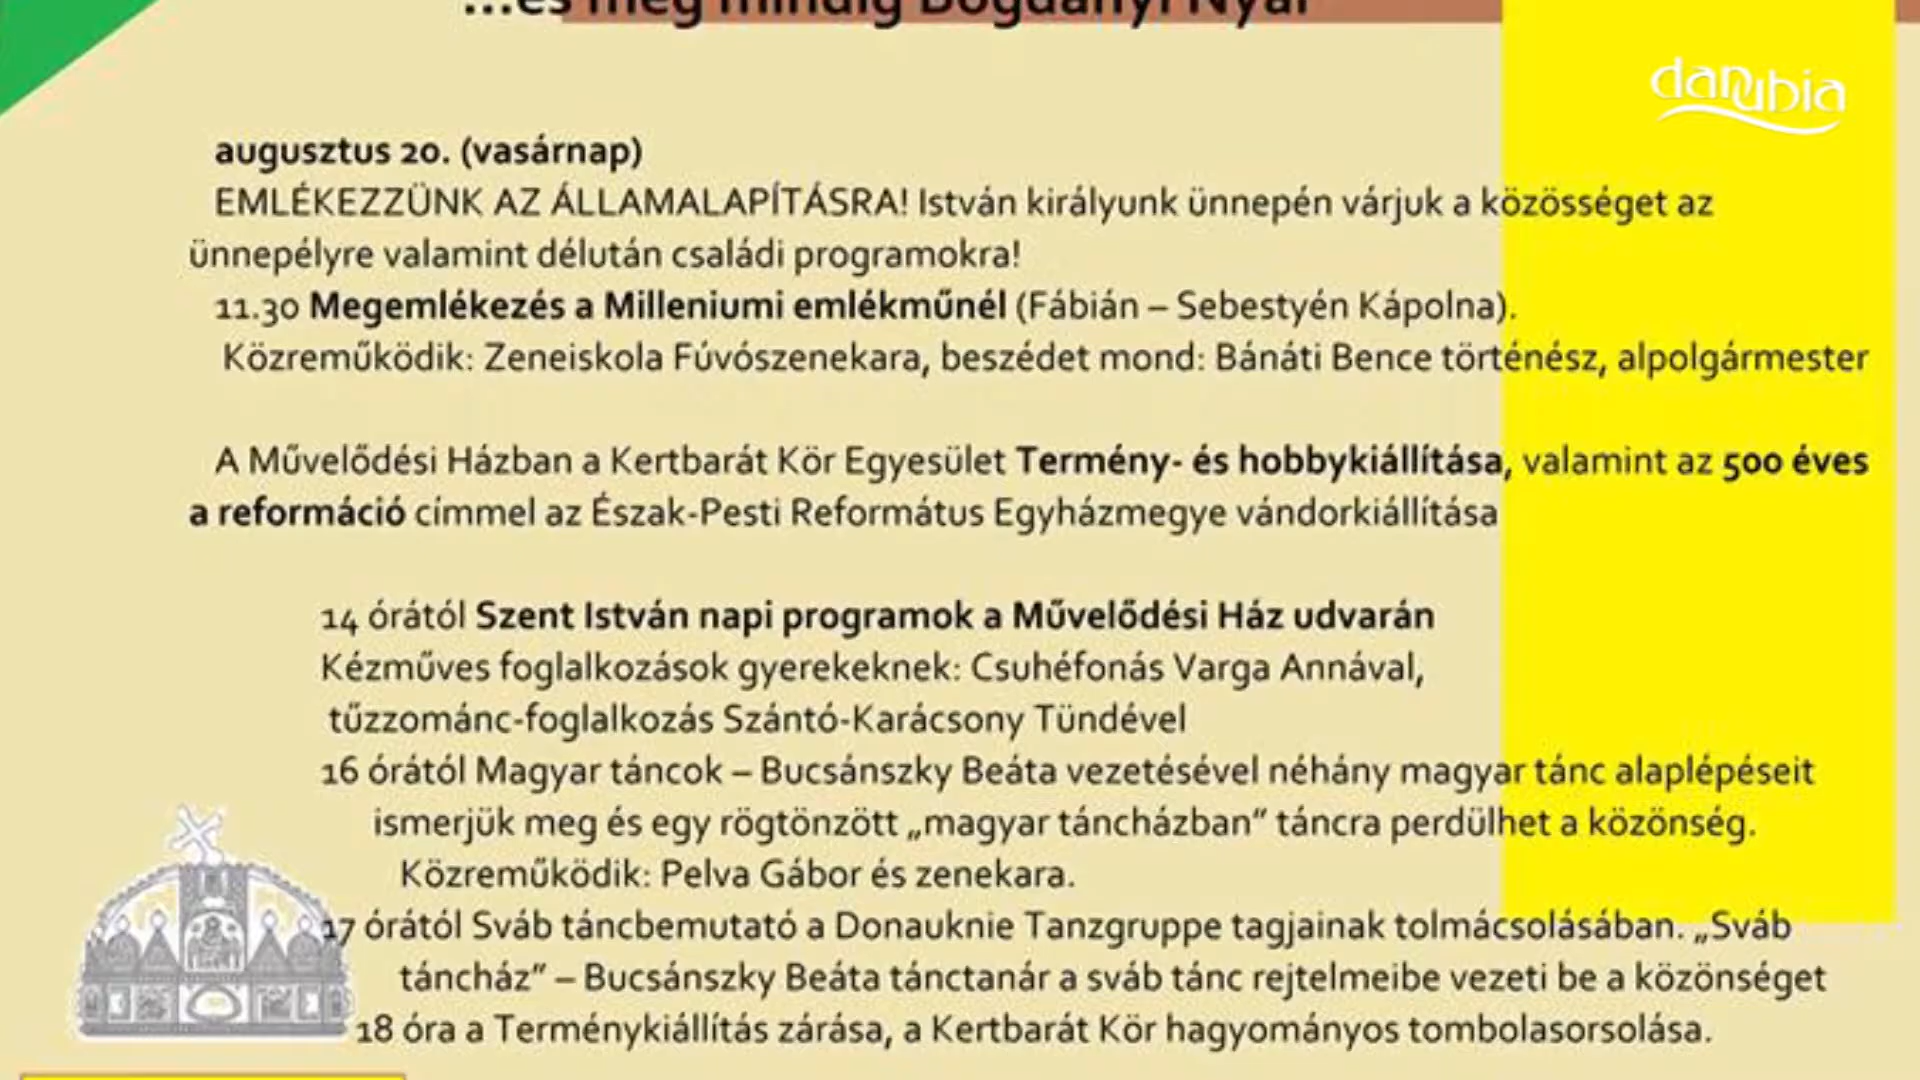 ...és még mindig Bogdányi Nyár
danubia
augusztus 20. (vasárnap)
EMLÉKEZZÜNK AZ ÁLLAMALAPÍTÁSRA! István királyunk ünnepén várjuk a közösséget az
ünnepélyre valamint délután családi programokra!
11.30 Megemlékezés a Milleniumi emlékműnél (Fábián – Sebestyén Kápolna).
Közreműködik: Zeneiskola Fúvószenekara, beszédet mond: Bánáti Bence történész, alpolgármester
A Művelődési Házban a Kertbarát Kör Egyesület Termény- és hobbykiállítása, valamint az 500 éves
a reformáció címmel az Észak-Pesti Református Egyházmegye vándorkiállítása
14 órától Szent István napi programok a Művelődési Ház udvarán
Kézműves foglalkozások gyerekeknek: Csuhéfonás Varga Annával,
tűzzománc-foglalkozás Szántó-Karácsony Tündével
16 órától Magyar táncok – Bucsánszky Beáta vezetésével néhány magyar tánc alaplépéseit
ismerjük meg és egy rögtönzött „magyar táncházban” táncra perdülhet a közönség.
Közreműködik: Pelva Gábor és zenekara.
17 órától Sváb táncbemutató a Donauknie Tanzgruppe tagjainak tolmácsolásában. „Sváb
táncház” – Bucsánszky Beáta tánctanár a sváb tánc rejtelmeibe vezeti be a közönséget
18 óra a Terménykiállítás zárása, a Kertbarát Kör hagyományos tombolasorsolása.